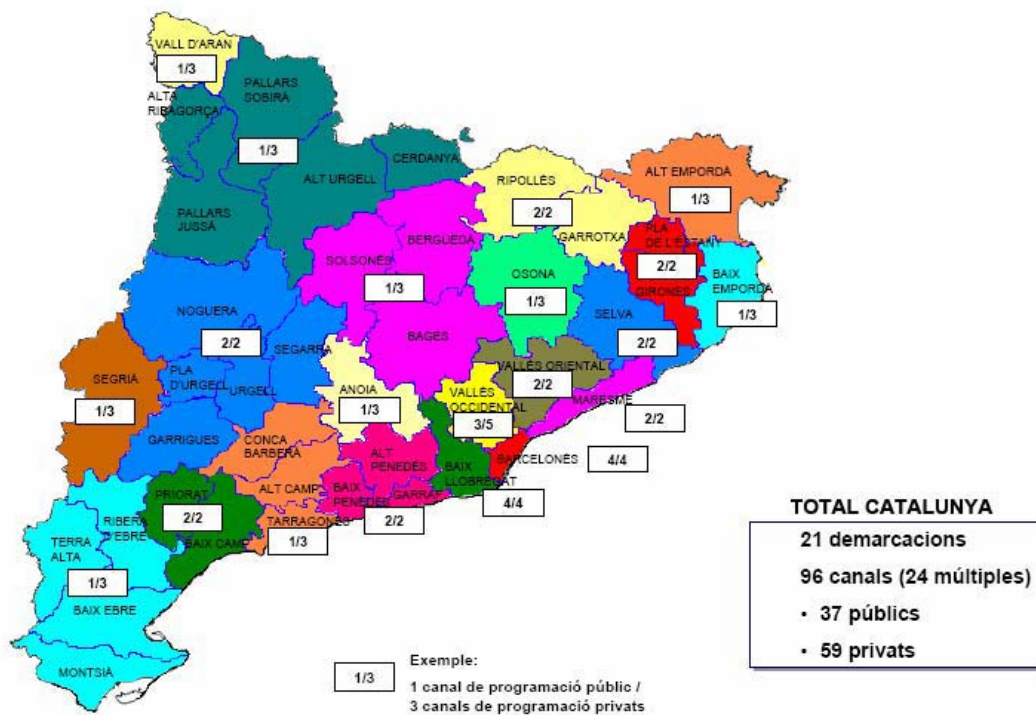 VALL D'ARAN
1/3
PALLARS
SOBIRÀ
ALTA
RIBAGORÇA
1/3
CERDANYA
ALT URGELL
PALLARS
JUSSÀ
RIPOLLÈS
2/2
GARROTXA
ALT EMPORDÀ
1/3
PLA
DE L'ESTANY
2/2
GIRONÈS
BAIX
EMPORDÀ
1/3
BERGUEDÀ
SOLSONÈS
1/3
BAGES
OSONA
1/3
SELVA
2/2
NOGUERA
2/2
SEGARRA
PLA
D'URGELL
URGELL
GARRIGUES
SEGRIÀ
1/3
ANOIA
1/3
VALLÈS ORIENTAL
2/2
VALLÈS
OCCIDENTAL
3/5
MARESME
2/2
BARCELONÈS
4/4
BAIX
LLOBREGAT
4/4
CONCA
BARBERÀ
ALT CAMP
TARRAGONÈS
1/3
ALT
PENEDÈS
BAIX
PENEDÈS
GARRAF
2/2
PRIORAT
2/2
BAIX CAMP
RIBERA
D'EBRE
TERRA
ALTA
1/3
BAIX EBRE
MONTSIÀ
1/3
Exemple:
1 canal de programació públic /
3 canals de programació privats
TOTAL CATALUNYA
21 demarcacions
96 canals (24 múltiples)
• 37 públics
• 59 privats